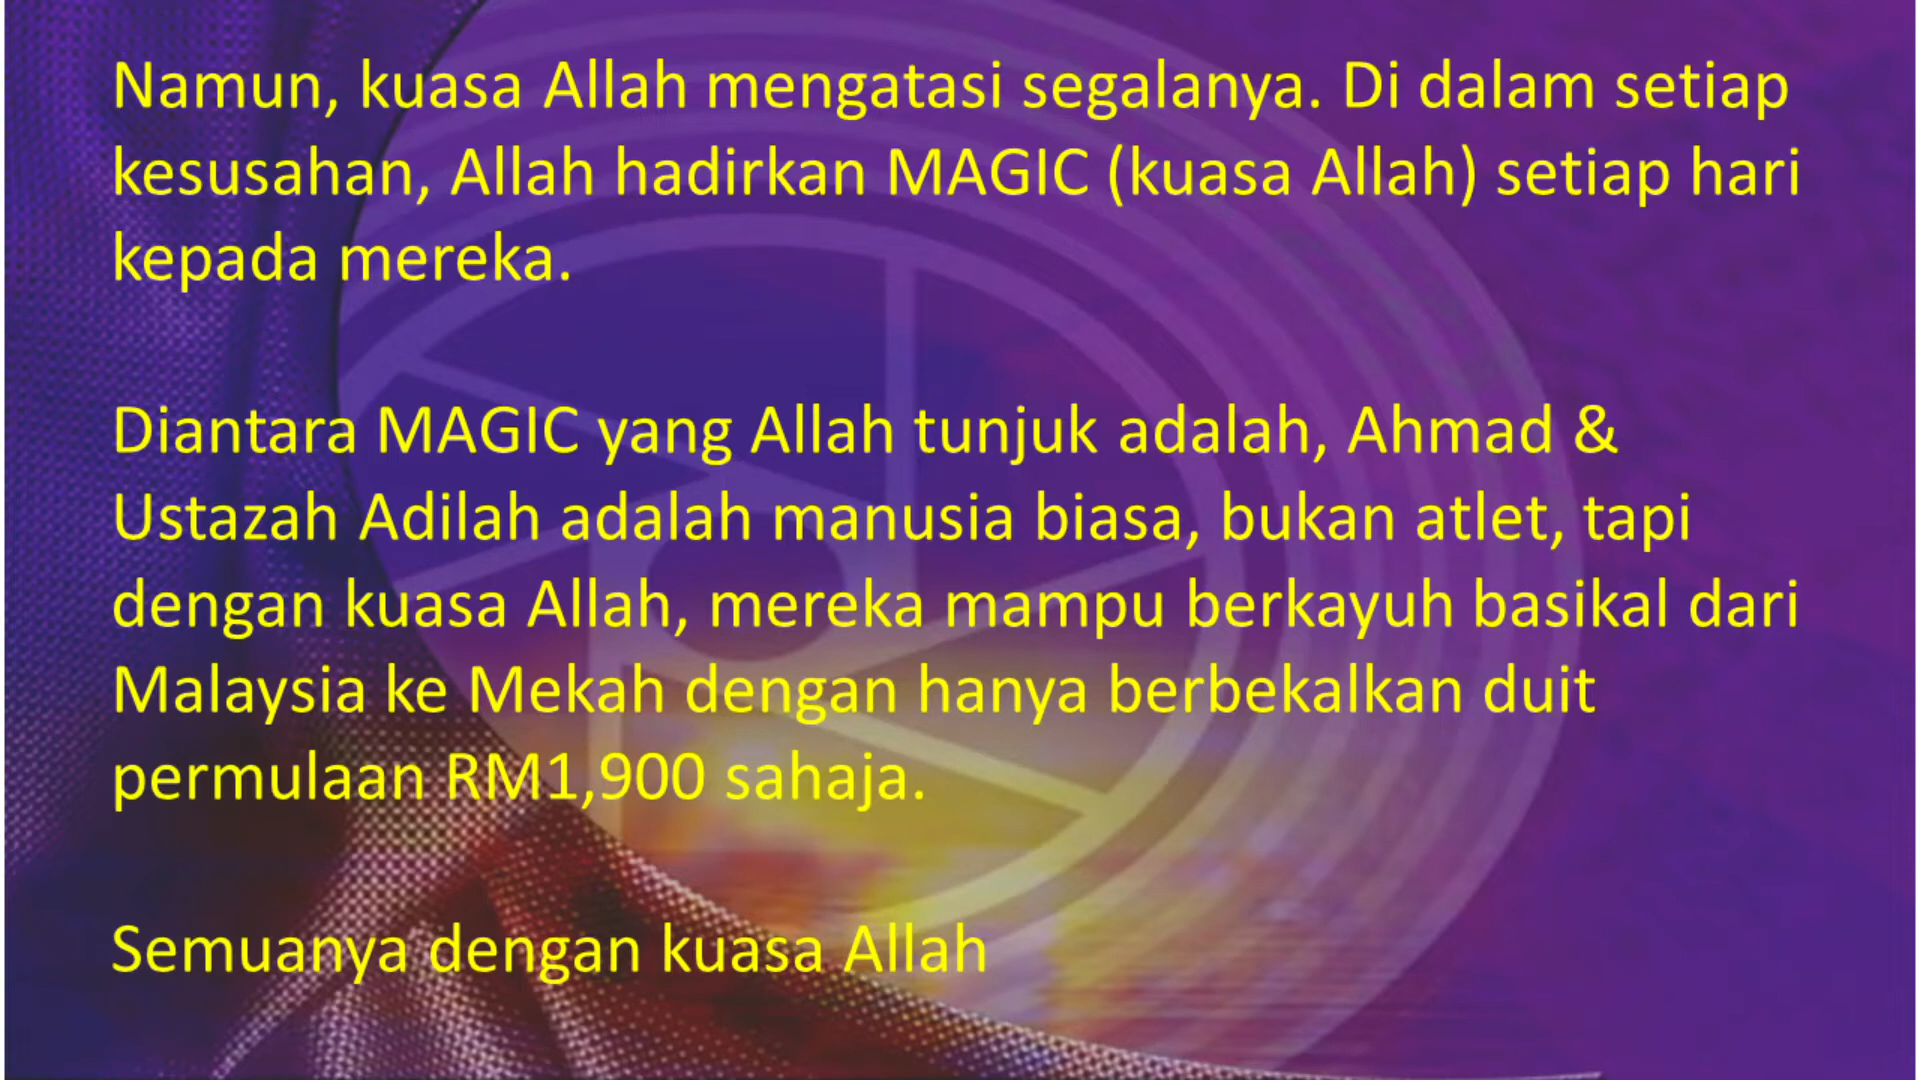 Namun, kuasa Allah mengatasi segalanya. Di dalam setiap
kesusahan, Allah hadirkan MAGIC (kuasa Allah) setiap hari
kepada mereka.
Diantara MAGIC yang Allah tunjuk adalah, Ahmad &
Ustazah Adilah adalah manusia biasa, bukan atlet, tapi
dengan kuasa Allah, mereka mampu berkayuh basikal dari
Malaysia ke Mekah dengan hanya berbekalkan duit
permulaan RM1,900 sahaja.
Semuanya dengan kuasa Allah